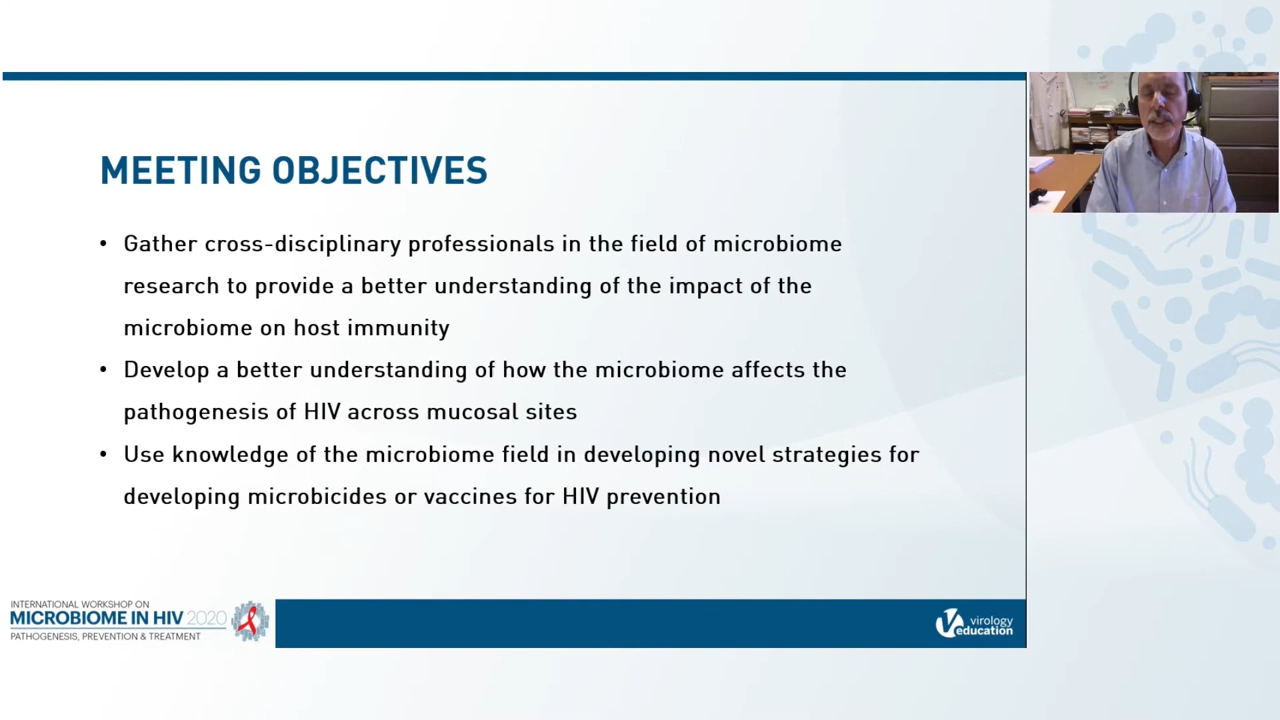 MEETING OBJECTIVES
• Gather cross-disciplinary professionals in the field of microbiome
research to provide a better understanding of the impact of the
microbiome on host immunity
• Develop a better understanding of how the microbiome affects the
pathogenesis of HIV across mucosal sites
• Use knowledge of the microbiome field in developing novel strategies for
developing microbicides or vaccines for HIV prevention
INTERNATIONAL WORKSHOP ON
MICROBIOME IN HIV 2020
PATHOGENESIS, PREVENTION & TREATMENT
virology
education